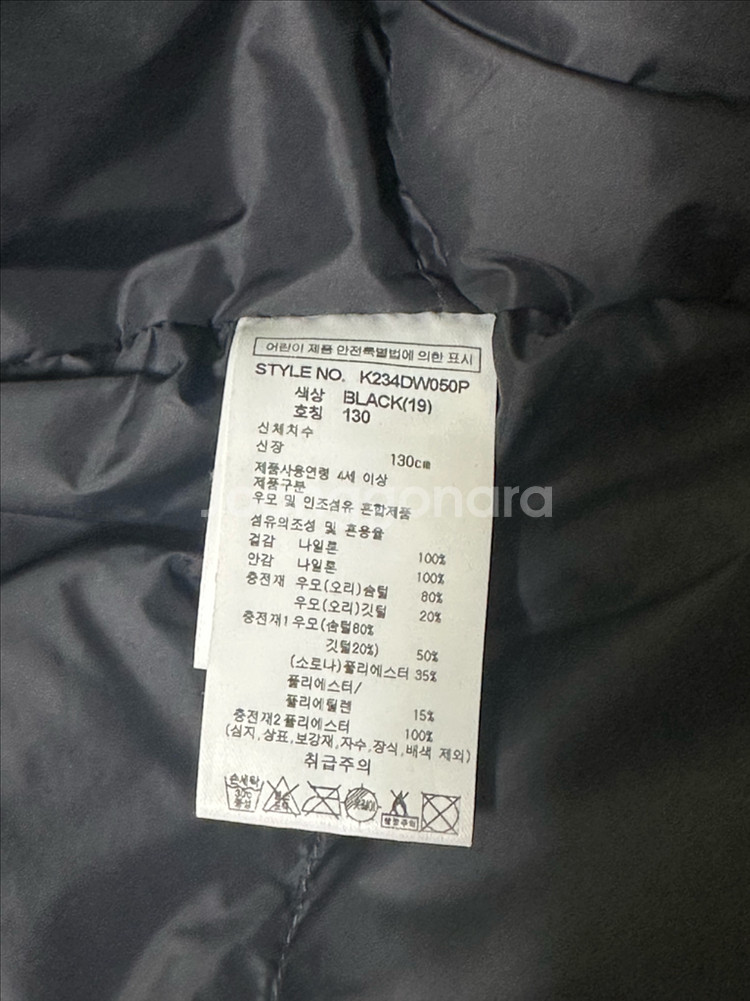 어린이 제품 안전특별법에 의한 표시
STYLE NO. K234DW050P
색상 BLACK(19)
호칭 130
신체치수
신장 130cm
제품사용연령 4세 이상
제품구분
우모 및 인조섬유 혼합제품
섬유의조성 및 혼용율
겉감 나일론 100%
안감 나일론 100%
충전재 우모(오리)솜털 80%
우모(오리)깃털 20%
충전재1 우모(솜털80%
깃털20%) 50%
(소로나)폴리에스터 35%
폴리에스터/
폴리에틸렌 15%
충전재2 폴리에스터 100%
(심지,상표,보강재,자수,장식,배색 제외)
취급주의
손세탁
30℃
중성